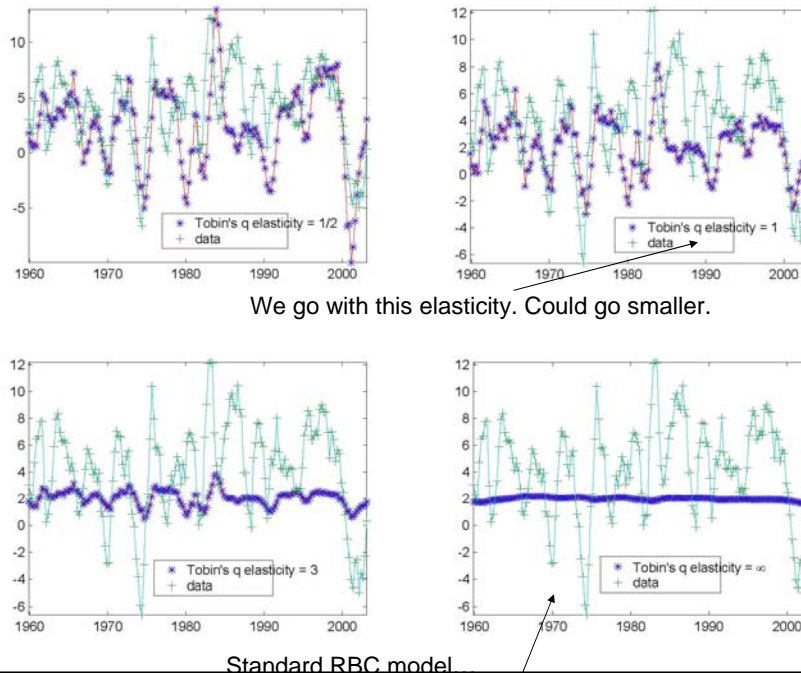 10
5
0
-5
Tobin's q elasticity = 1/2
data
1960 1970 1980 1990 2000
12
10
8
6
4
2
0
-2
-4
-6
Tobin's q elasticity = 1
data
1960 1970 1980 1990 2000
We go with this elasticity. Could go smaller.
12
10
8
6
4
2
0
-2
-4
-6
Tobin's q elasticity = 3
data
1960 1970 1980 1990 2000
12
10
8
6
4
2
0
-2
-4
-6
Tobin's q elasticity = ∞
data
1960 1970 1980 1990 2000
Standard RBC model...